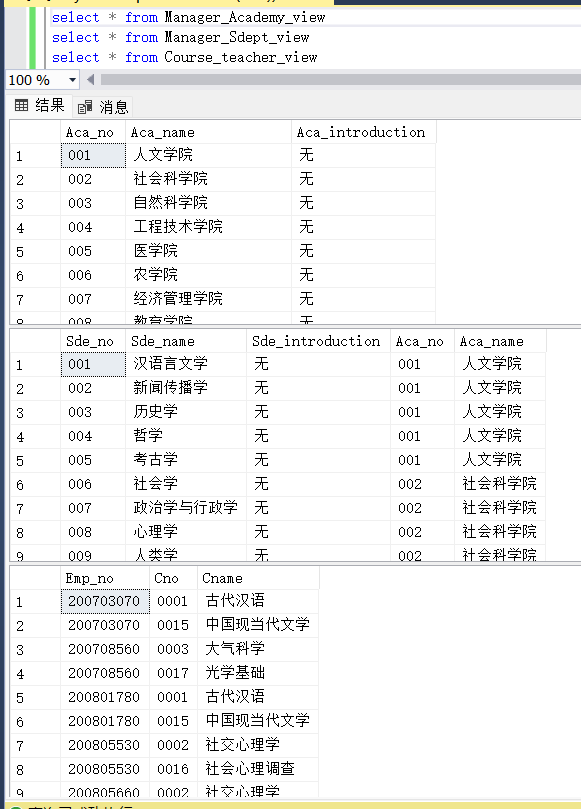 select * from Manager_Academy_view
select * from Manager_Sdept_view
select * from Course_teacher_view
100 %
结果 消息
Aca_no Aca_name Aca_introduction
1 001 人文学院 无
2 002 社会科学院 无
3 003 自然科学院 无
4 004 工程技术学院 无
5 005 医学院 无
6 006 农学院 无
7 007 经济管理学院 无
8 008 教育学院 无
Sde_no Sde_name Sde_introduction Aca_no Aca_name
1 001 汉语言文学 无 001 人文学院
2 002 新闻传播学 无 001 人文学院
3 003 历史学 无 001 人文学院
4 004 哲学 无 001 人文学院
5 005 考古学 无 001 人文学院
6 006 社会学 无 002 社会科学院
7 007 政治学与行政学 无 002 社会科学院
8 008 心理学 无 002 社会科学院
9 009 人类学 无 002 社会科学院
Emp_no Cno Cname
1 200703070 0001 古代汉语
2 200703070 0015 中国现当代文学
3 200708560 0003 大气科学
4 200708560 0017 光学基础
5 200801780 0001 古代汉语
6 200801780 0015 中国现当代文学
7 200805530 0002 社交心理学
8 200805530 0016 社会心理调查
9 200805660 0002 社交心理学